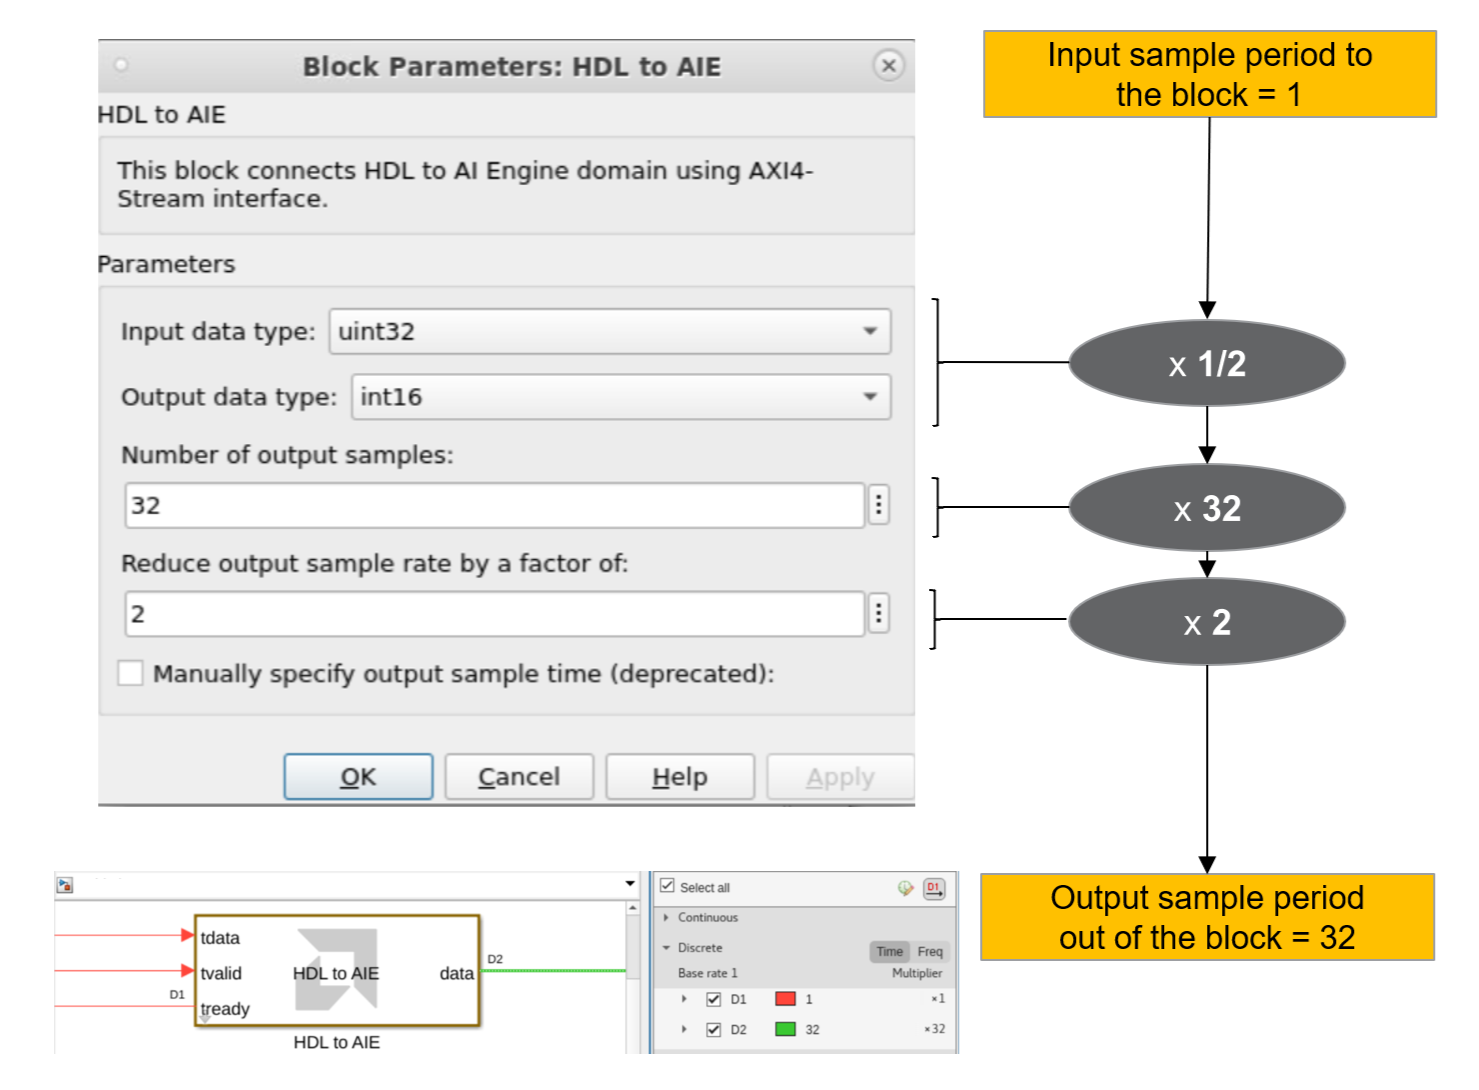 Block Parameters: HDL to AIE
HDL to AIE
This block connects HDL to AI Engine domain using AXI4-
Stream interface.
Parameters
Input data type: uint32
Output data type: int16
Number of output samples:
32
Reduce output sample rate by a factor of:
2
Manually specify output sample time (deprecated):
OK Cancel Help Apply
Input sample period to
the block = 1
x 1/2
x 32
x 2
Output sample period
out of the block = 32
tdata
tvalid
tready
HDL to AIE
data
D1
D2
HDL to AIE
Select all
D1
Continuous
Discrete
Time Freq
Base rate 1 Multiplier
D1 1 ×1
D2 32 ×32